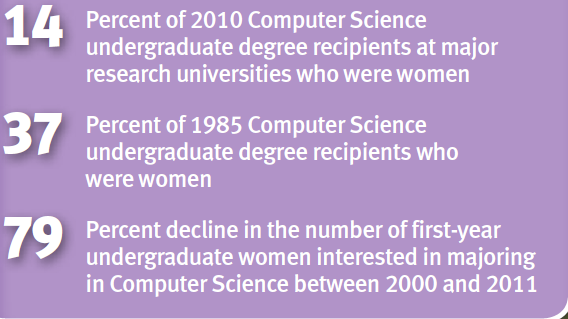 14 Percent of 2010 Computer Science
undergraduate degree recipients at major
research universities who were women
37 Percent of 1985 Computer Science
undergraduate degree recipients who
were women
79 Percent decline in the number of first-year
undergraduate women interested in majoring
in Computer Science between 2000 and 2011